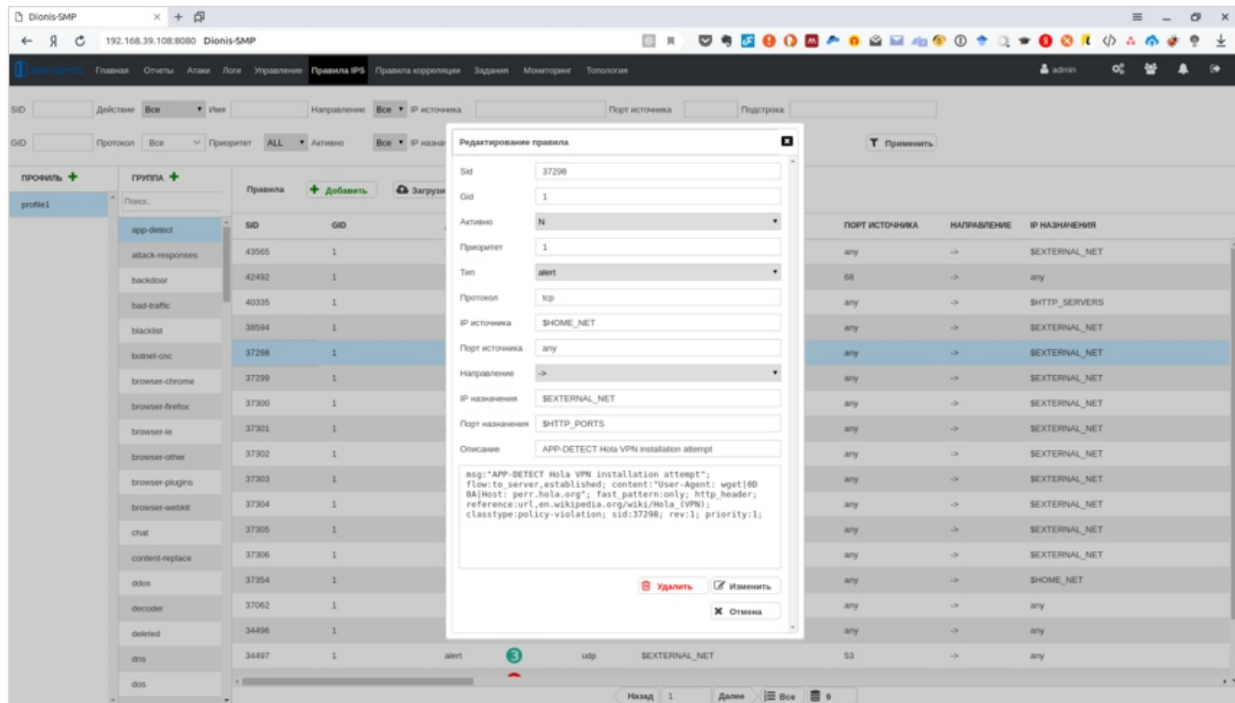 Dionis-SMP
192.168.39.108:8080 Dionis-SMP
Главная Отчеты Атаки Логи Управление Правила IPS Правила корреляции Задания Мониторинг Топология
admin
SID Действие Все Имя Направление Все IP источника Порт источника Подстрока
GID Протокол Все Приоритет ALL Активно Все Применить
ПРОФИЛЬ
profile1
ГРУППА
Поиск..
app-detect
attack-responses
backdoor
bad-traffic
blacklist
botnet-cnc
browser-chrome
browser-firefox
browser-ie
browser-other
browser-plugins
browser-webkit
chat
content-replace
ddos
decoder
deleted
dns
dos
Правила Добавить
SID GID ПОРТ ИСТОЧНИКА НАПРАВЛЕНИЕ IP НАЗНАЧЕНИЯ
43565 1 any -> $EXTERNAL_NET
42492 1 68 -> any
40335 1 any -> $HTTP_SERVERS
38594 1 any -> $EXTERNAL_NET
37298 1 any -> $EXTERNAL_NET
37299 1 any -> $EXTERNAL_NET
37300 1 any -> $EXTERNAL_NET
37301 1 any -> $EXTERNAL_NET
37302 1 any -> $EXTERNAL_NET
37303 1 any -> $EXTERNAL_NET
37304 1 any -> $EXTERNAL_NET
37305 1 any -> $EXTERNAL_NET
37306 1 any -> $EXTERNAL_NET
37354 1 any -> $HOME_NET
37062 1 any -> any
34496 1 any -> any
34497 1 alert 3 udp $EXTERNAL_NET 53 -> any
Редактирование правила
Sid 37298
Gid 1
Активно N
Приоритет 1
Тип alert
Протокол tcp
IP источника $HOME_NET
Порт источника any
Направление ->
IP назначения $EXTERNAL_NET
Порт назначения $HTTP_PORTS
Описание APP-DETECT Hola VPN installation attempt
msg:"APP-DETECT Hola VPN installation attempt";
flow:to_server,established; content:"User-Agent: wget|0D
0A|Host: perr.hola.org"; fast_pattern:only; http_header;
reference:url,en.wikipedia.org/wiki/Hola_(VPN);
classtype:policy-violation; sid:37298; rev:1; priority:1;
Удалить Изменить
Отмена
Назад 1 Далее Все 9